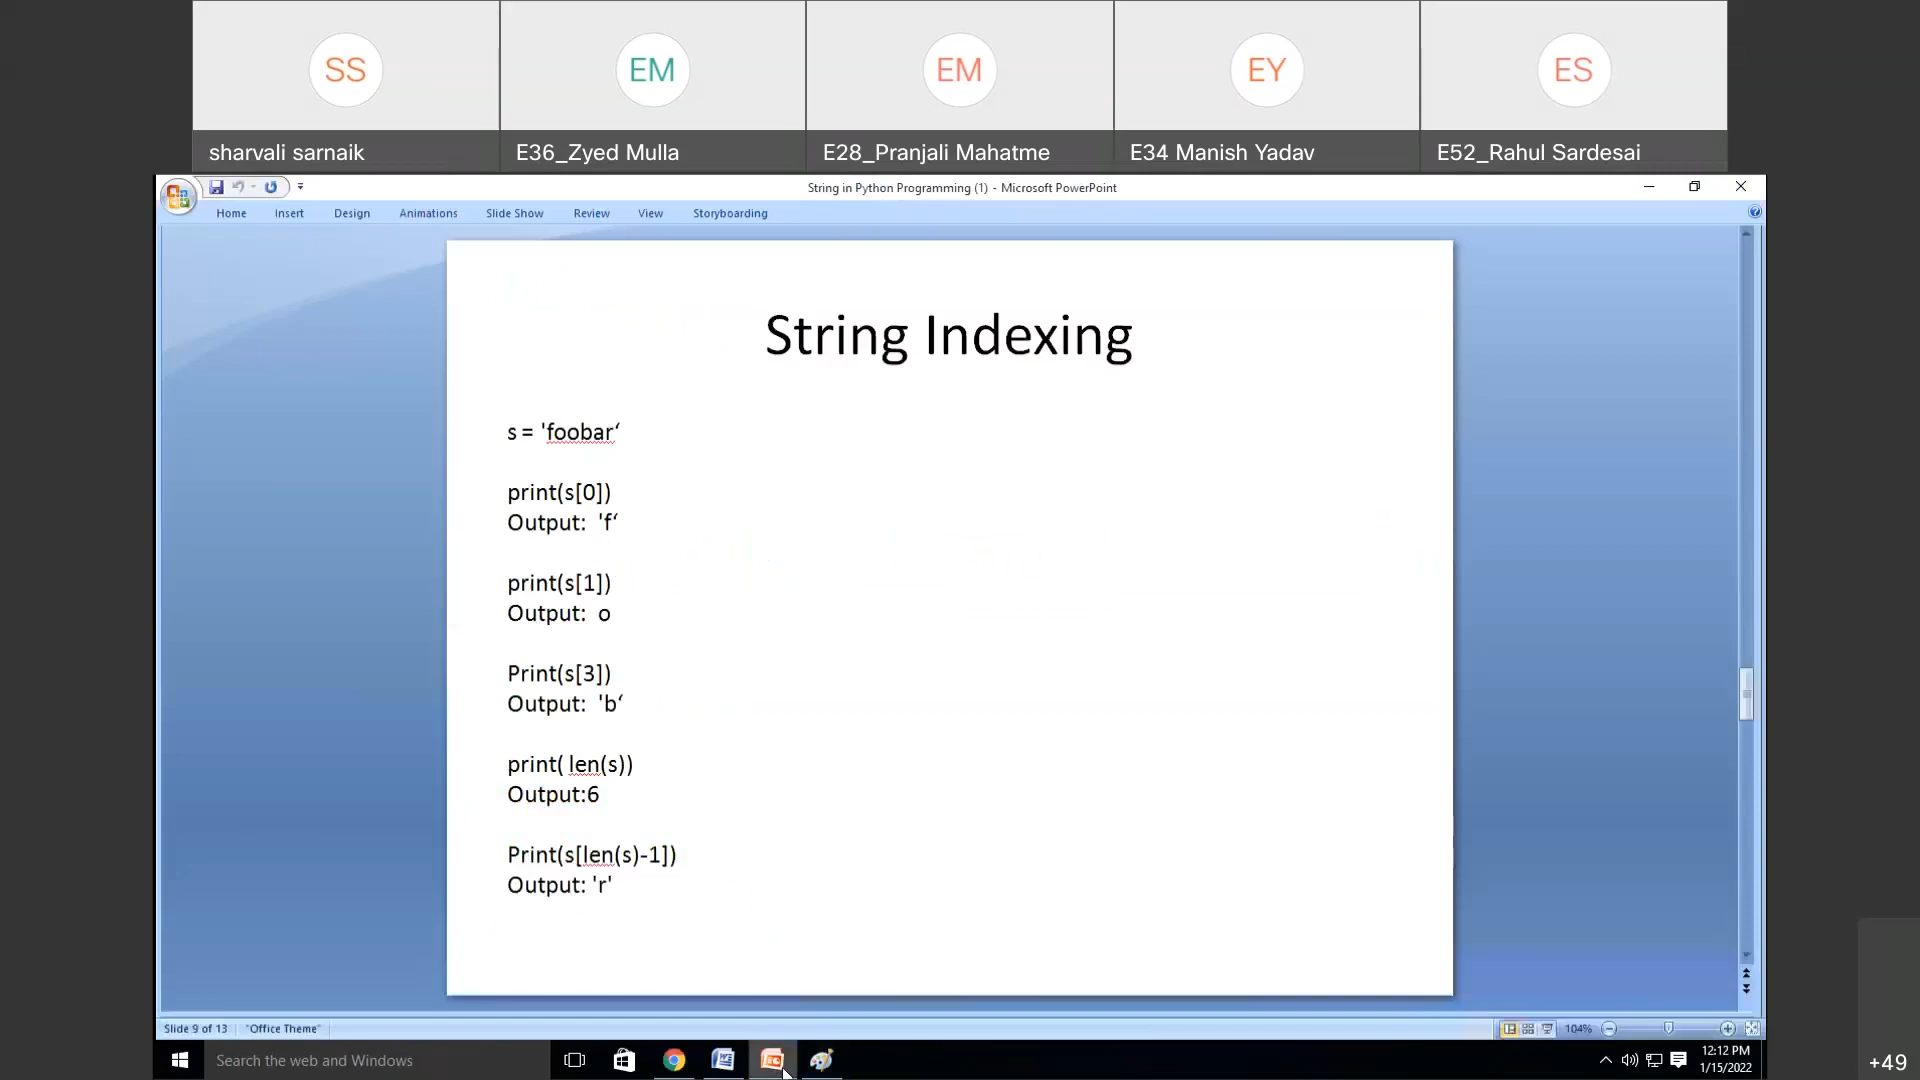 SS
EM
EM
EY
ES
sharvali sarnaik
E36_Zyed Mulla
E28_Pranjali Mahatme
E34 Manish Yadav
E52_Rahul Sardesai
String in Python Programming (1) - Microsoft PowerPoint
Home Insert Design Animations Slide Show Review View Storyboarding
String Indexing
s = 'foobar‘
print(s[0])
Output: 'f‘
print(s[1])
Output: o
Print(s[3])
Output: 'b‘
print( len(s))
Output:6
Print(s[len(s)-1])
Output: 'r'
Slide 9 of 13 "Office Theme" 104%
Search the web and Windows
12:12 PM
1/15/2022
+49